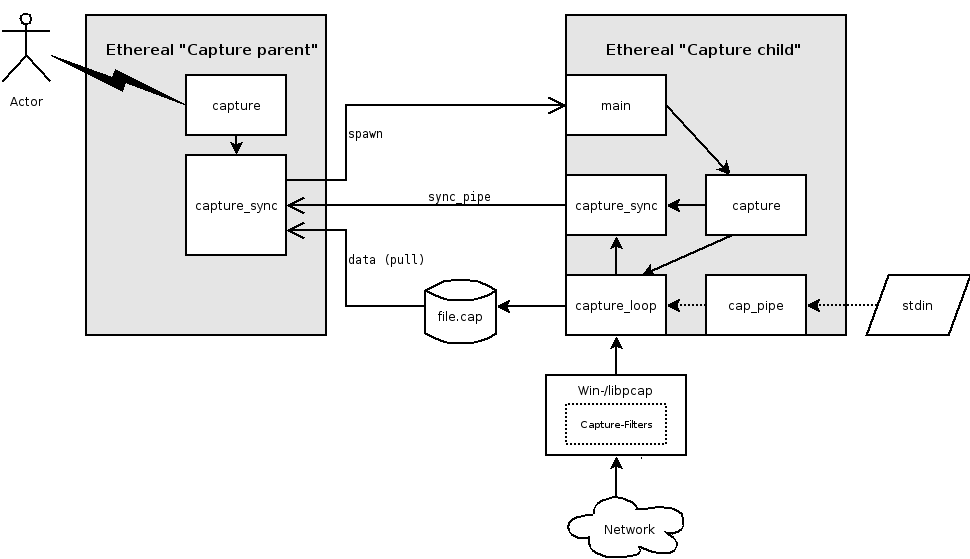 Ethereal "Capture parent"
Ethereal "Capture child"
Actor
capture
main
spawn
capture_sync
sync_pipe
capture_sync
capture
data (pull)
file.cap
capture_loop
cap_pipe
stdin
Win-/libpcap
Capture-Filters
Network